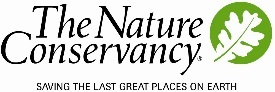 The Nature
Conservancy®
SAVING THE LAST GREAT PLACES ON EARTH